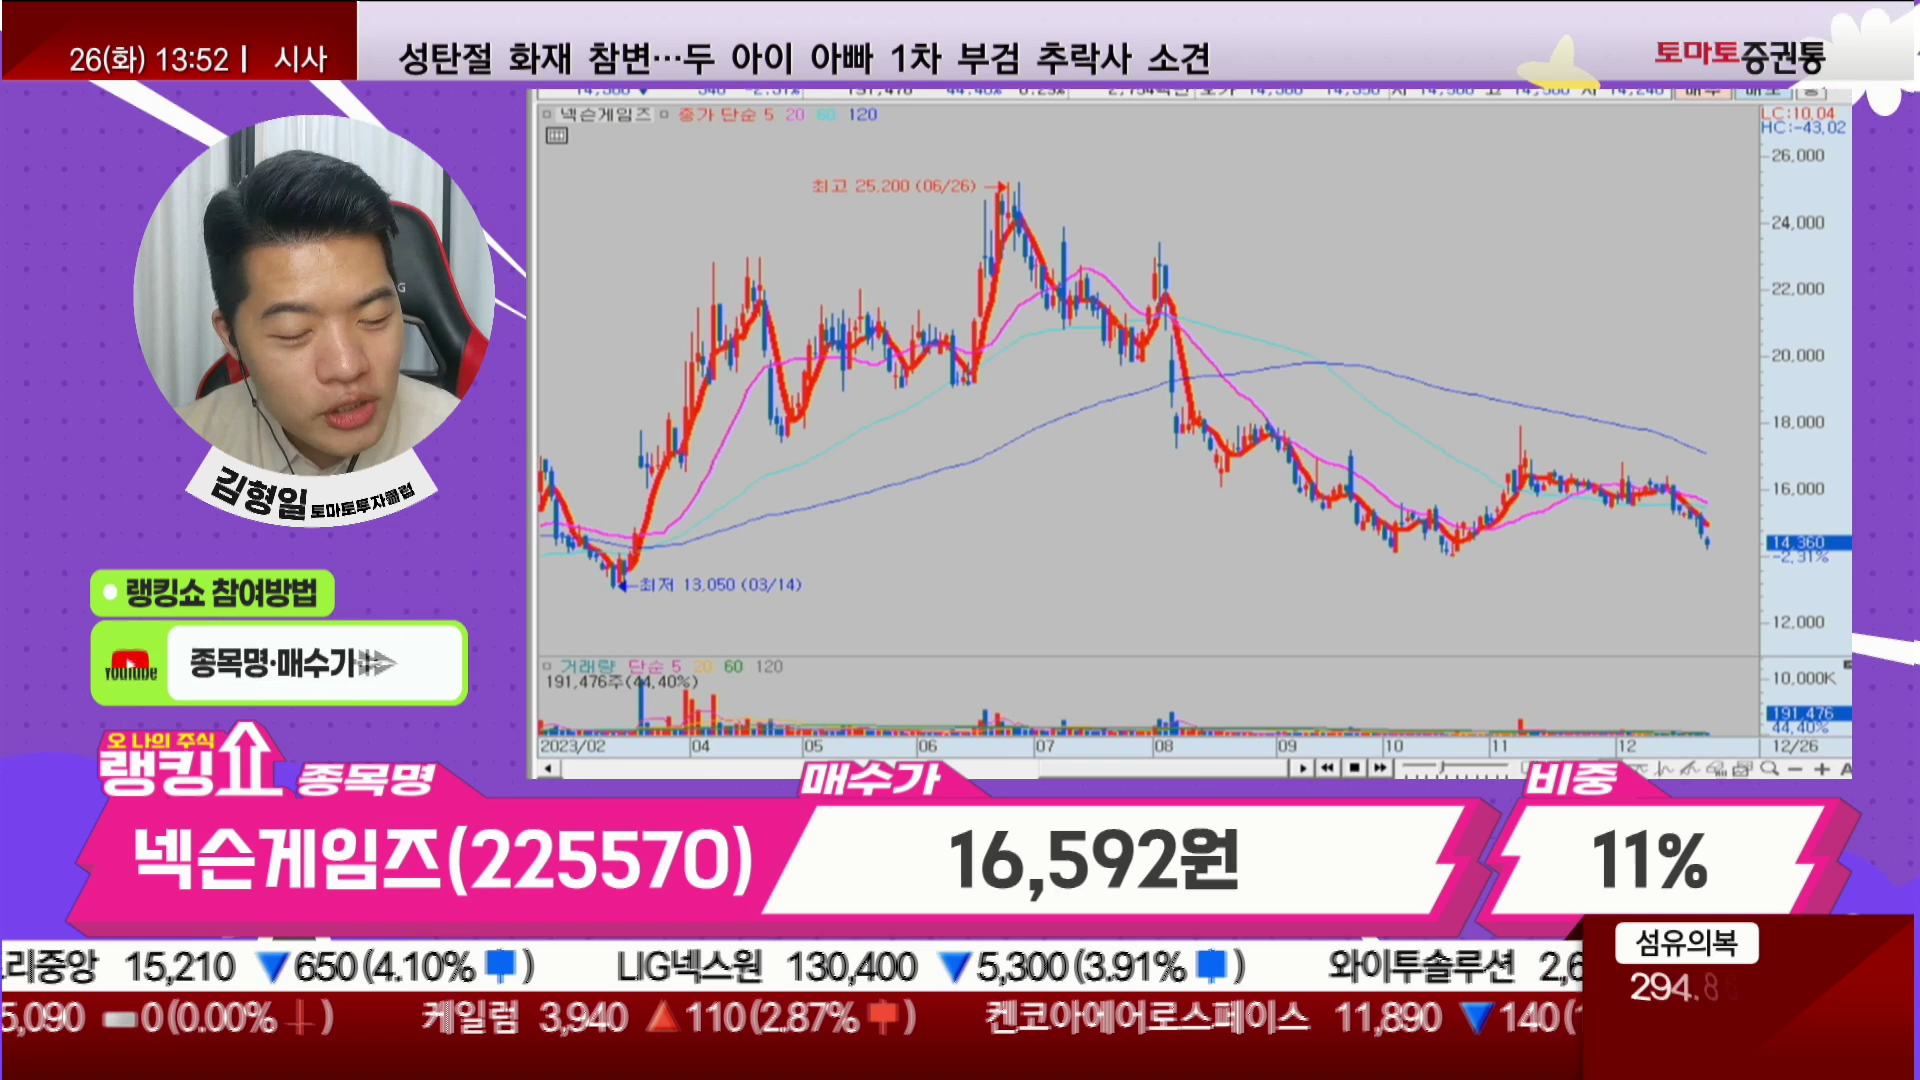 26(화) 13:52 | 시사
성탄절 화재 참변…두 아이 아빠 1차 부검 추락사 소견
토마토증권통
넥슨게임즈 종가 단순 5 20 60 120
LC:10.04
HC:-43.02
26,000
최고 25,200 (06/26)
24,000
22,000
20,000
18,000
16,000
14,360
-2.31%
최저 13,050 (03/14)
12,000
거래량 단순 5 20 60 120
191,476주(44.40%)
10,000K
191,476
44.40%
2023/02 04 05 06 07 08 09 10 11 12 12/26
김형일 토마토투자클럽
랭킹쇼 참여방법
YouTube
종목명·매수가
오 나의 주식
랭킹쇼
종목명
매수가
비중
넥슨게임즈(225570)
16,592원
11%
리중앙 15,210 ▼650(4.10%) LIG넥스원 130,400 ▼5,300(3.91%) 와이투솔루션
5,090 0(0.00%) 케일럼 3,940 ▲110(2.87%) 켄코아에어로스페이스 11,890 ▼140
섬유의복
294.8